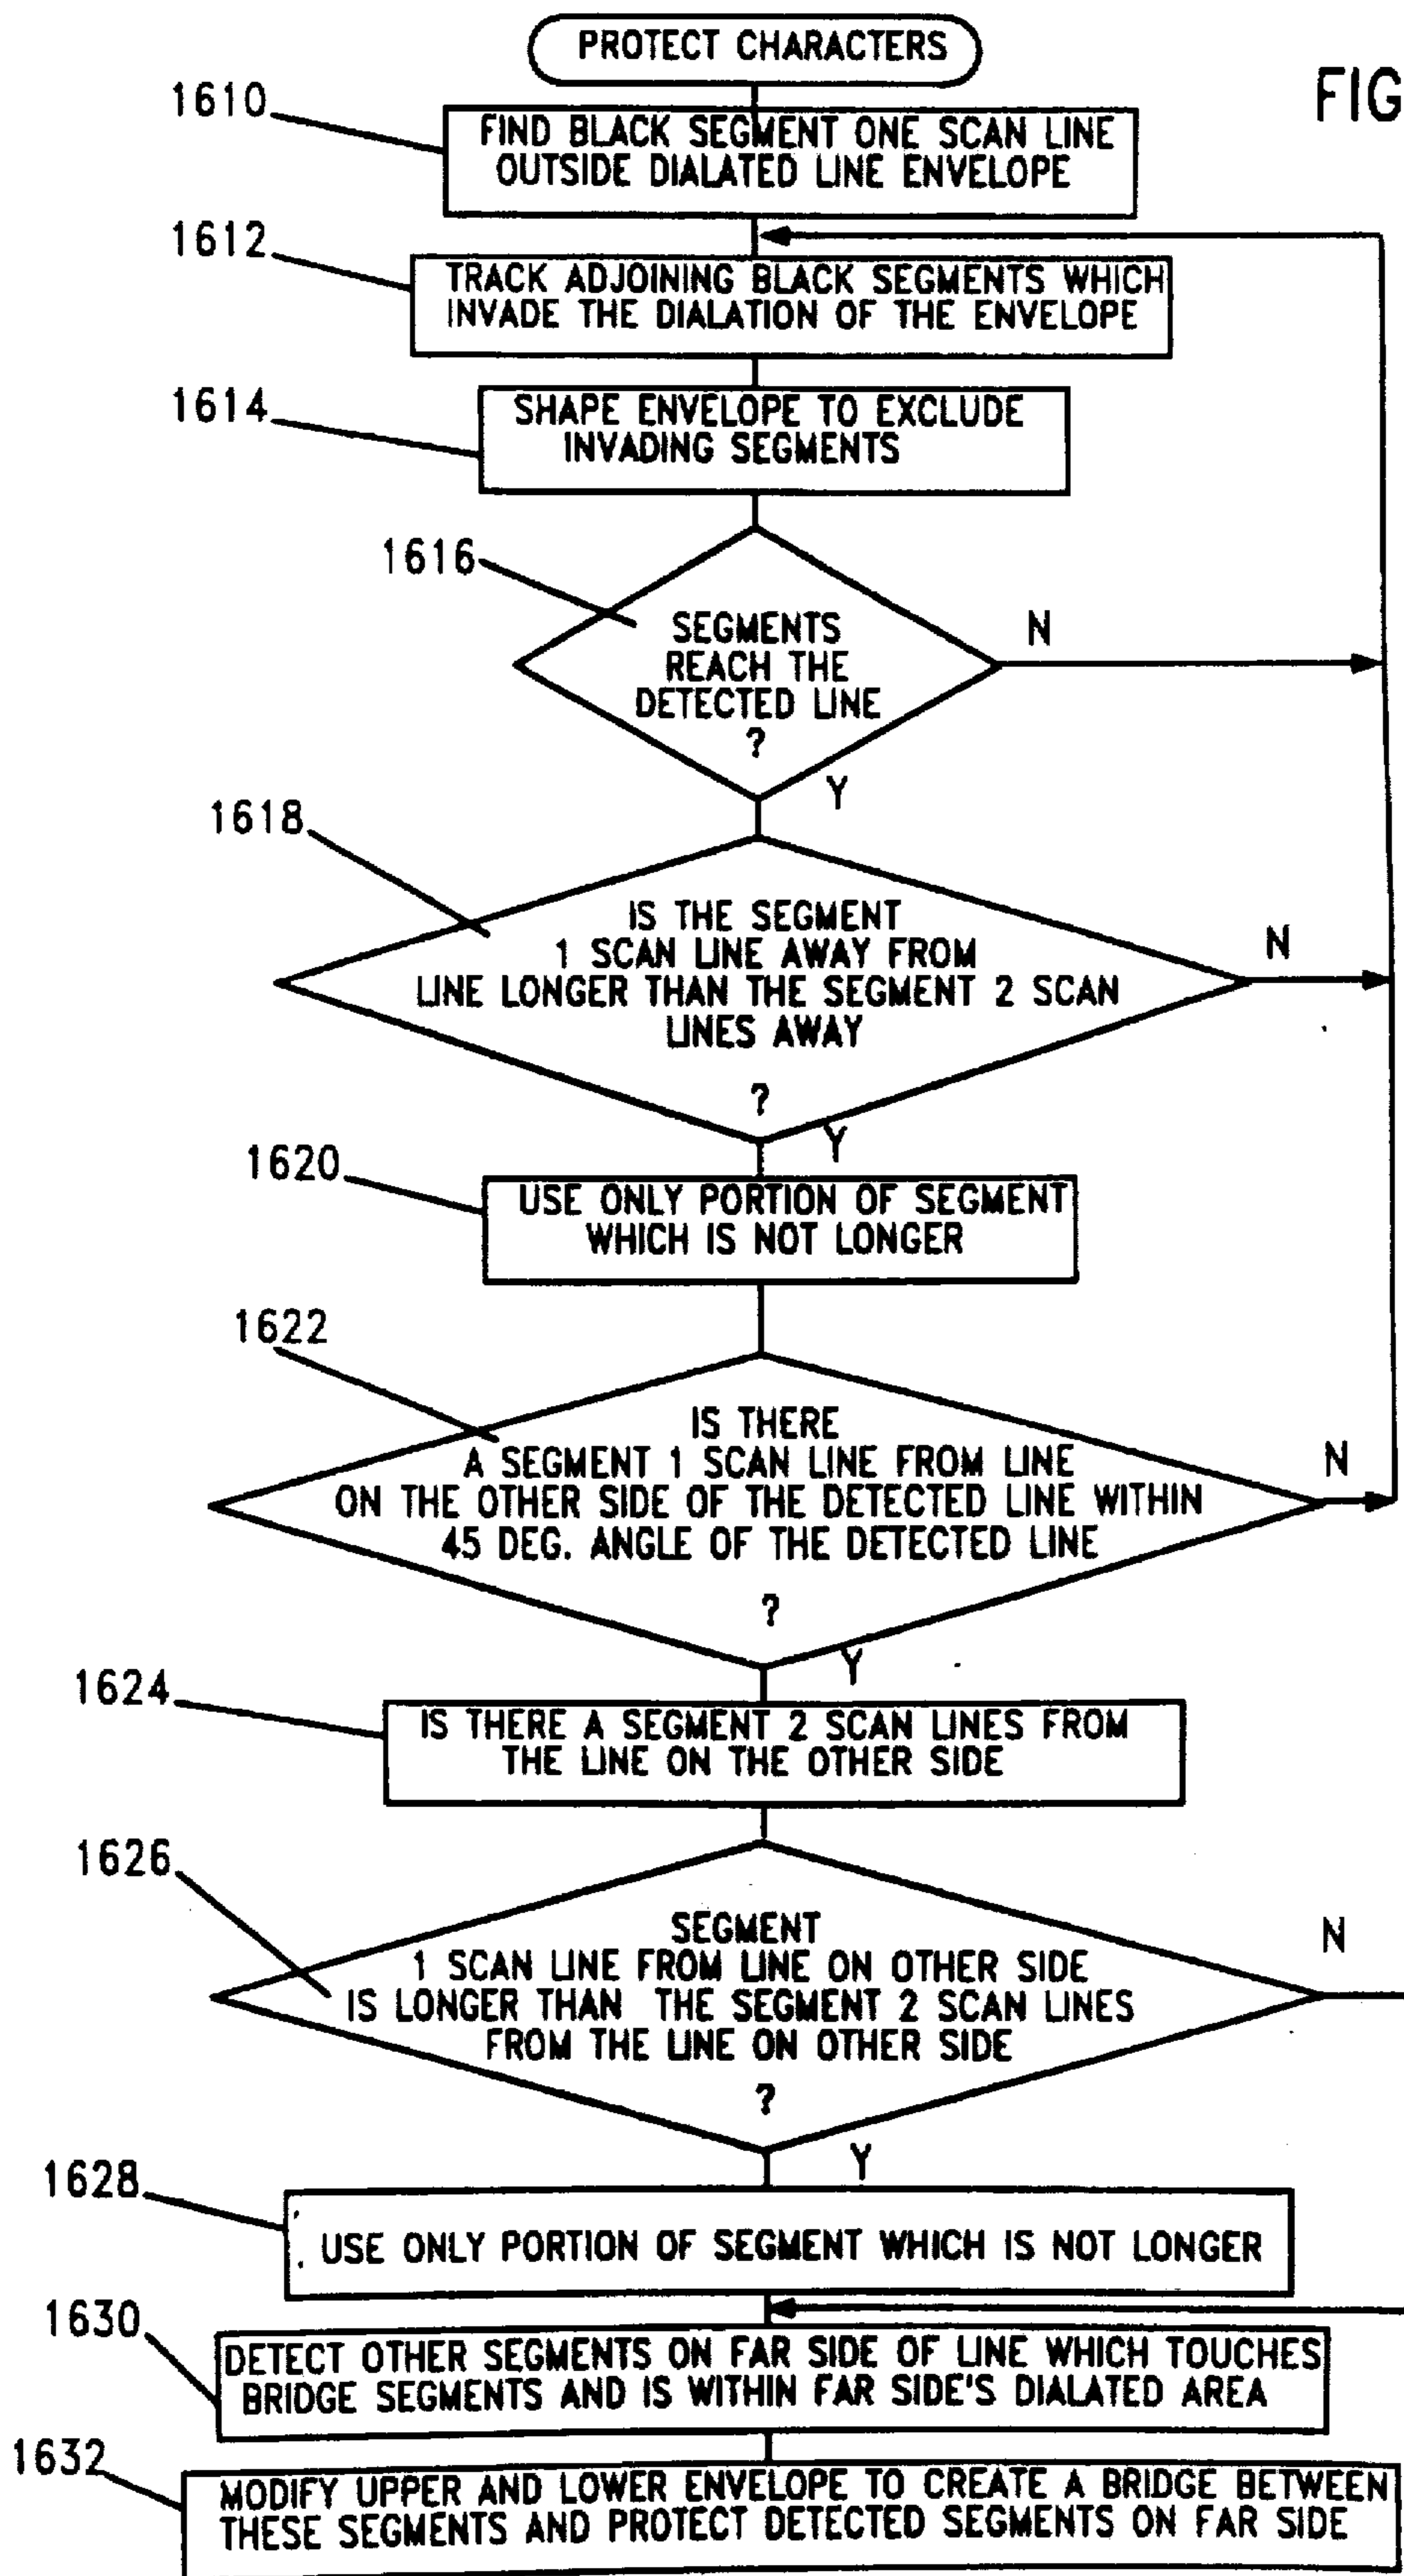 PROTECT CHARACTERS
FIG
1610
FIND BLACK SEGMENT ONE SCAN LINE
OUTSIDE DIALATED LINE ENVELOPE
1612
TRACK ADJOINING BLACK SEGMENTS WHICH
INVADE THE DIALATION OF THE ENVELOPE
1614
SHAPE ENVELOPE TO EXCLUDE
INVADING SEGMENTS
1616
SEGMENTS
REACH THE
DETECTED LINE
?
N
Y
1618
IS THE SEGMENT
1 SCAN LINE AWAY FROM
LINE LONGER THAN THE SEGMENT 2 SCAN
LINES AWAY
?
N
Y
1620
USE ONLY PORTION OF SEGMENT
WHICH IS NOT LONGER
1622
IS THERE
A SEGMENT 1 SCAN LINE FROM LINE
ON THE OTHER SIDE OF THE DETECTED LINE WITHIN
45 DEG. ANGLE OF THE DETECTED LINE
?
N
Y
1624
IS THERE A SEGMENT 2 SCAN LINES FROM
THE LINE ON THE OTHER SIDE
1626
SEGMENT
1 SCAN LINE FROM LINE ON OTHER SIDE
IS LONGER THAN THE SEGMENT 2 SCAN LINES
FROM THE LINE ON OTHER SIDE
?
N
Y
1628
USE ONLY PORTION OF SEGMENT WHICH IS NOT LONGER
1630
DETECT OTHER SEGMENTS ON FAR SIDE OF LINE WHICH TOUCHES
BRIDGE SEGMENTS AND IS WITHIN FAR SIDE'S DIALATED AREA
1632
MODIFY UPPER AND LOWER ENVELOPE TO CREATE A BRIDGE BETWEEN
THESE SEGMENTS AND PROTECT DETECTED SEGMENTS ON FAR SIDE